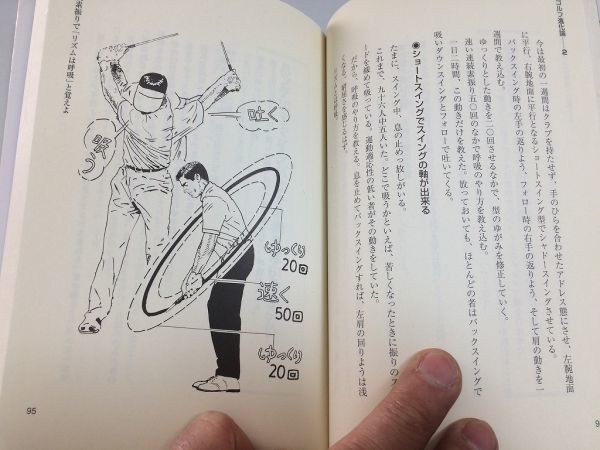 ゴルフ進化論―2
今は最初の一週間はクラブを持たせず、手のひらを合わせたアドレス態にさせ、左腕地面
に平行、右腕地面に平行となるショートスイング型でシャドースイングさせている。
バックスイング時の左手の返りよう、フォロー時の右手の返りよう、そして肩の動きを一
週間で教え込む。
ゆっくりとした動きを二〇回させるなかで、型のゆがみを修正していく。
速い連続素振り五〇回のなかで呼吸のやり方を教え込む。
一日二時間、この動きだけを教えた。放っておいても、ほとんどの者はバックスイングで
吸いダウンスイングとフォローで吐いてくる。
●ショートスイングでスイングの軸が出来る
たまに、スイング中、息の止めっ放しがいる。
これまで、九十六人中五人いた。どこで吸うかといえば、苦しくなったときに振りのス
ードを緩めて吸っている。運動適応性の低い者がその動きをしていた。
だから、呼吸のやり方を教える。息を止めてバックスイングすれば、左肩の回りようは浅
くなる。
素振りで「リズムは呼吸」と覚えよ
吐く
吸う
ゆっくり
20回
速く
50回
ゆっくり
20回
95